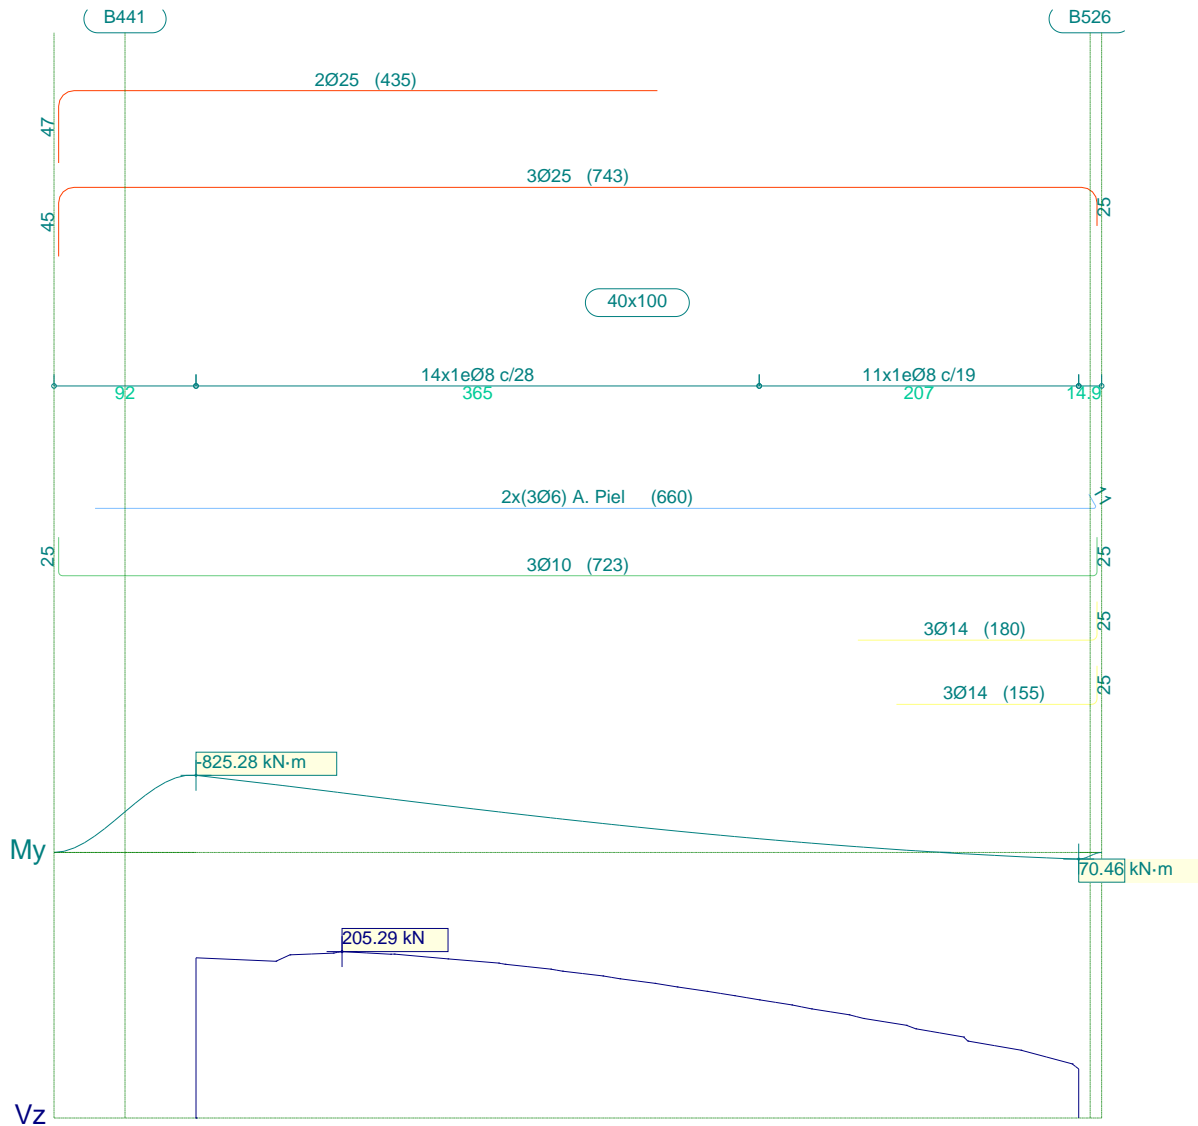 B441
B526
2Ø25 (435)
47
3Ø25 (743)
45
25
40x100
14x1eØ8 c/28
11x1eØ8 c/19
92
365
207
14.9
2x(3Ø6) A. Piel (660)
17
25
3Ø10 (723)
25
3Ø14 (180)
25
3Ø14 (155)
25
-825.28 kN·m
My
70.46 kN·m
205.29 kN
Vz